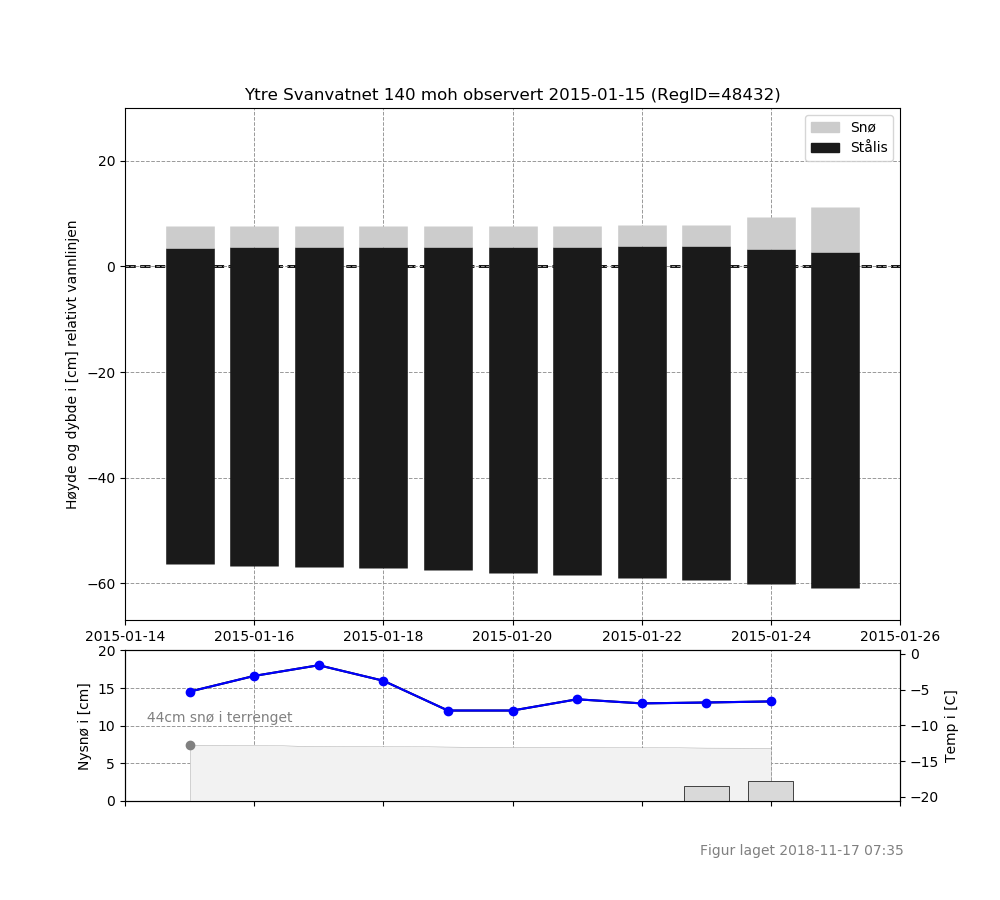 Ytre Svanvatnet 140 moh observert 2015-01-15 (RegID=48432)
Snø
Stålis
20
0
−20
−40
−60
Høyde og dybde i [cm] relativt vannlinjen
2015-01-14 2015-01-16 2015-01-18 2015-01-20 2015-01-22 2015-01-24 2015-01-26
20
15
10
5
0
Nysnø i [cm]
44cm snø i terrenget
0
−5
−10
−15
−20
Temp i [C]
Figur laget 2018-11-17 07:35